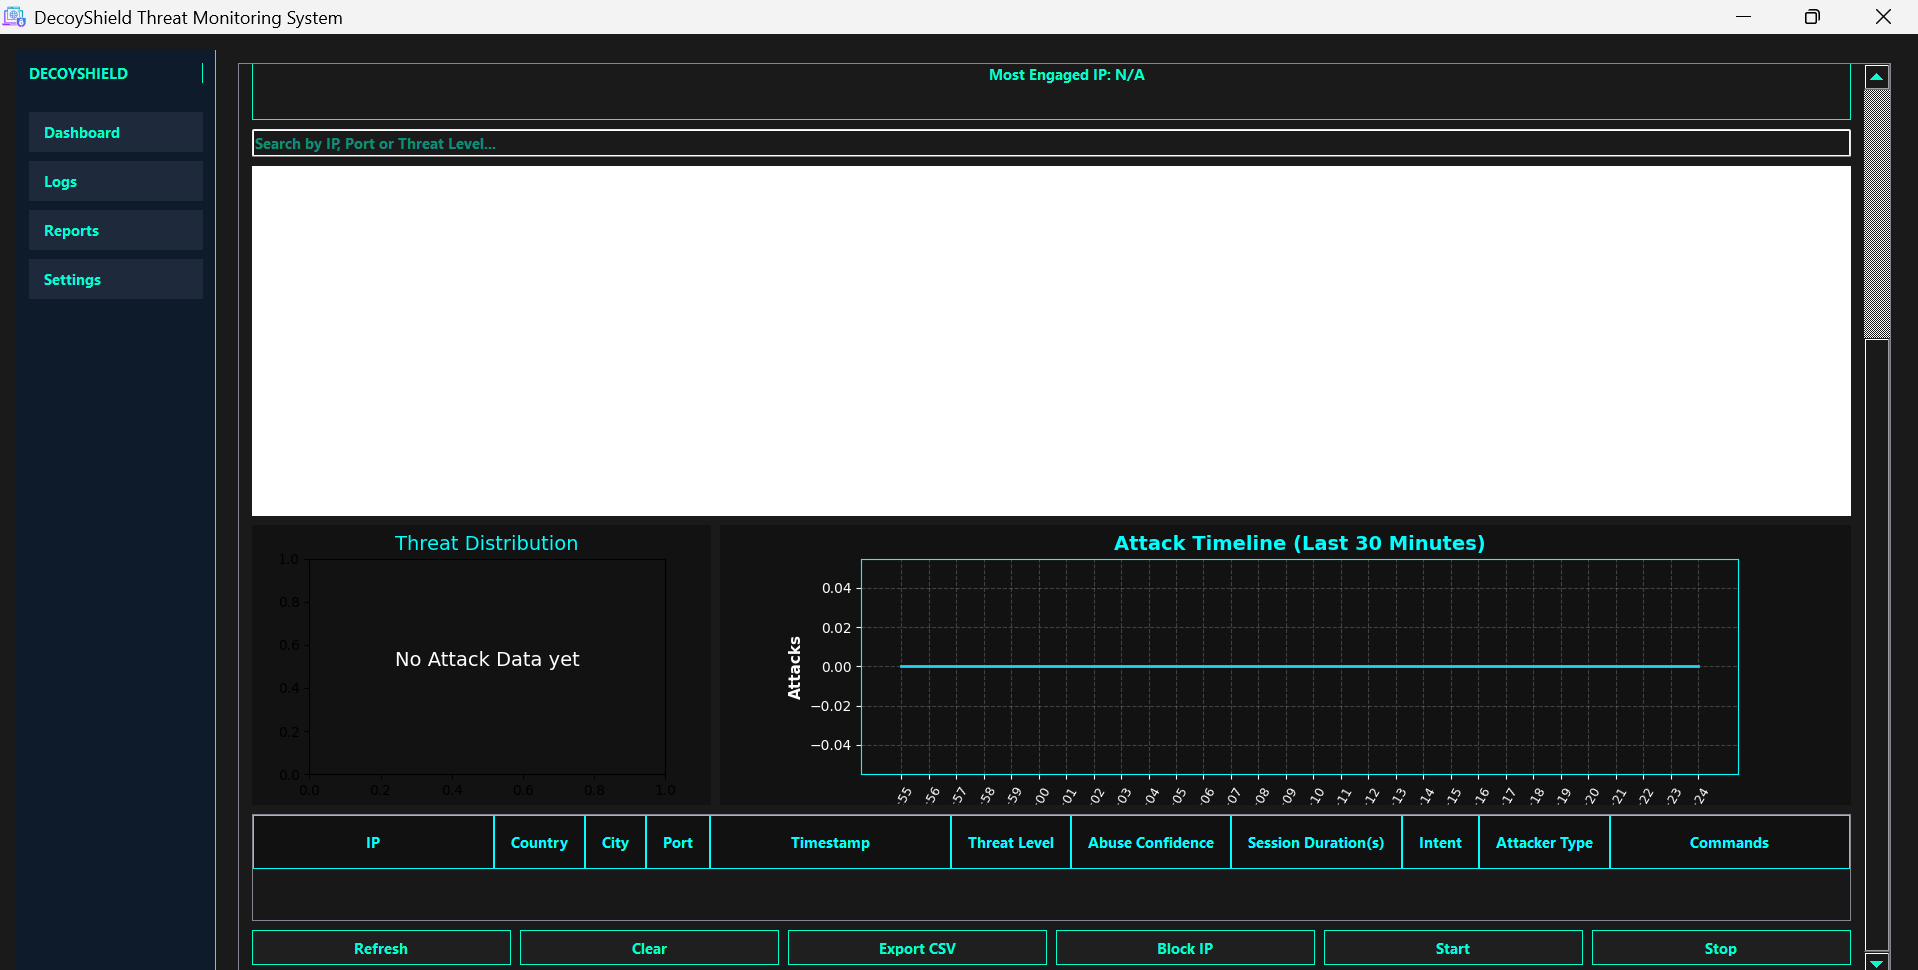 DecoyShield Threat Monitoring System
DECOYSHIELD
Dashboard
Logs
Reports
Settings
Most Engaged IP: N/A
Search by IP, Port or Threat Level...
Threat Distribution
1.0
0.8
0.6
0.4
0.2
0.0
0.0 0.2 0.4 0.6 0.8 1.0
No Attack Data yet
Attack Timeline (Last 30 Minutes)
Attacks
0.04
0.02
0.00
−0.02
−0.04
:55 :56 :57 :58 :59 :00 :01 :02 :03 :04 :05 :06 :07 :08 :09 :10 :11 :12 :13 :14 :15 :16 :17 :18 :19 :20 :21 :22 :23 :24
IP Country City Port Timestamp Threat Level Abuse Confidence Session Duration(s) Intent Attacker Type Commands
Refresh Clear Export CSV Block IP Start Stop